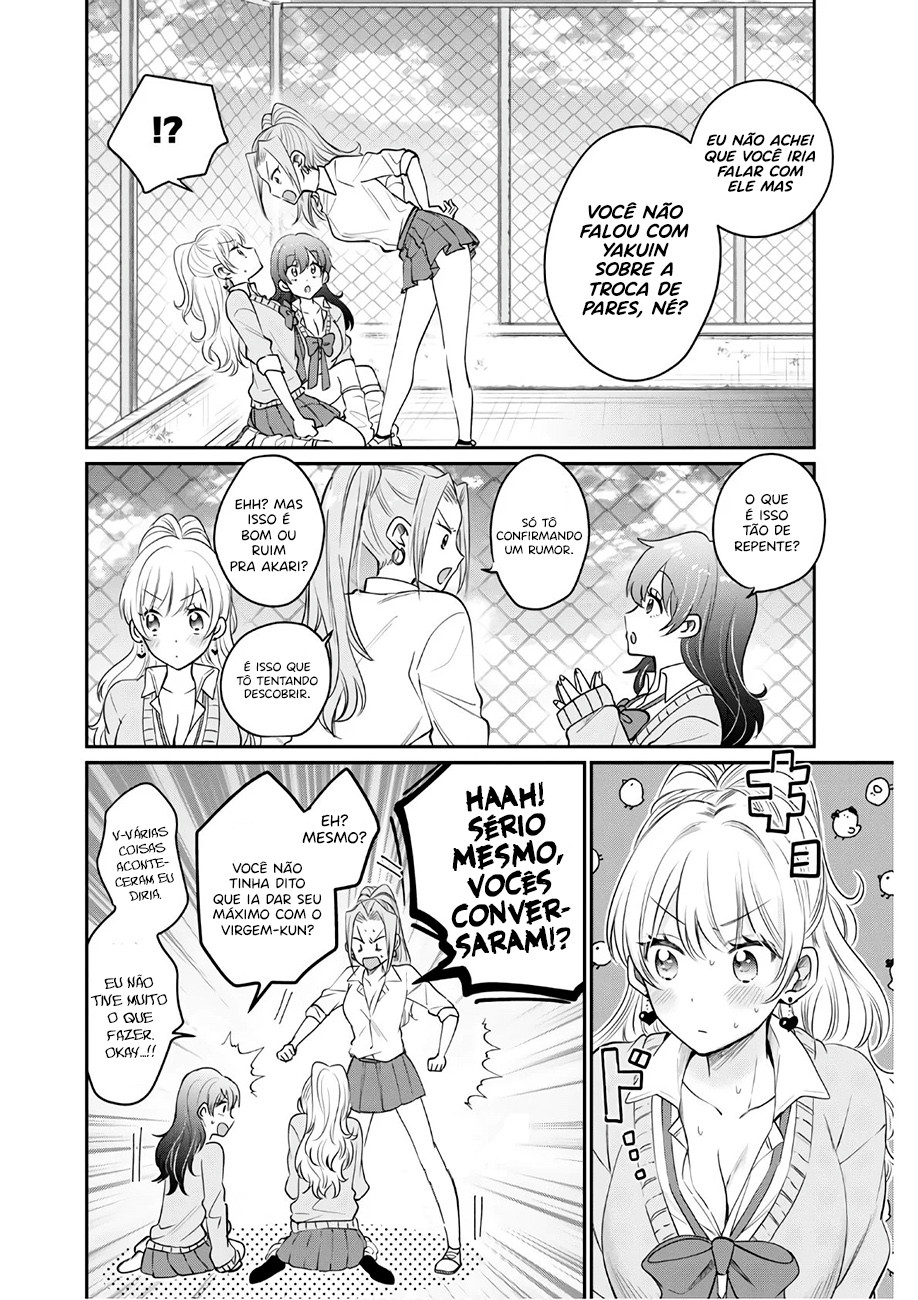 EU NÃO ACHEI
QUE VOCÊ IRIA
FALAR COM
ELE MAS
VOCÊ NÃO
FALOU COM
YAKUIN
SOBRE A
TROCA DE
PARES, NÉ?
!?
O QUE
É ISSO
TÃO DE
REPENTE?
SÓ TÔ
CONFIRMANDO
UM RUMOR.
EHH? MAS
ISSO É
BOM OU
RUIM
PRA AKARI?
É ISSO QUE
TÔ TENTANDO
DESCOBRIR.
キョ
ド
HAAH!
SÉRIO
MESMO,
VOCÊS
CONVER-
SARAM!?
EH?
MESMO?
VOCÊ NÃO
TINHA DITO
QUE IA DAR SEU
MÁXIMO COM O
VIRGEM-KUN?
V-VÁRIAS
COISAS
ACONTE-
CERAM EU
DIRIA.
EU NÃO
TIVE MUITO
O QUE
FAZER.
OKAY...!!